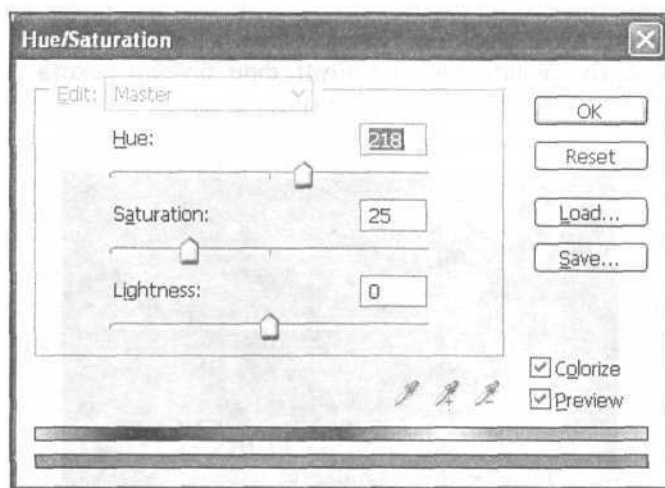 Hue/Saturation
Edit: Master
OK
Hue: 218
Reset
Saturation: 25
Load...
Save...
Lightness: 0
Colorize
Preview